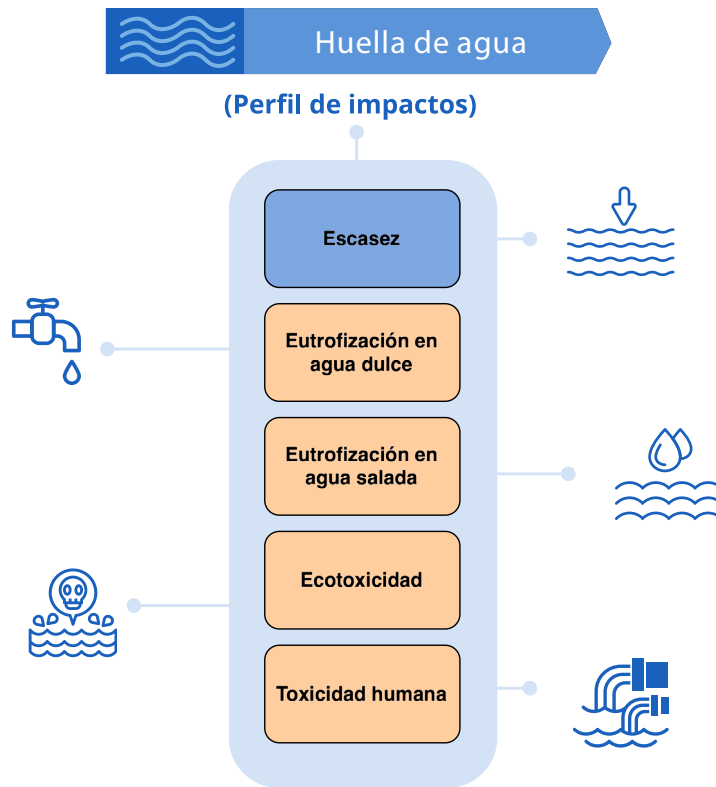 Huella de agua
(Perfil de impactos)
Escasez
Eutrofización en
agua dulce
Eutrofización en
agua salada
Ecotoxicidad
Toxicidad humana